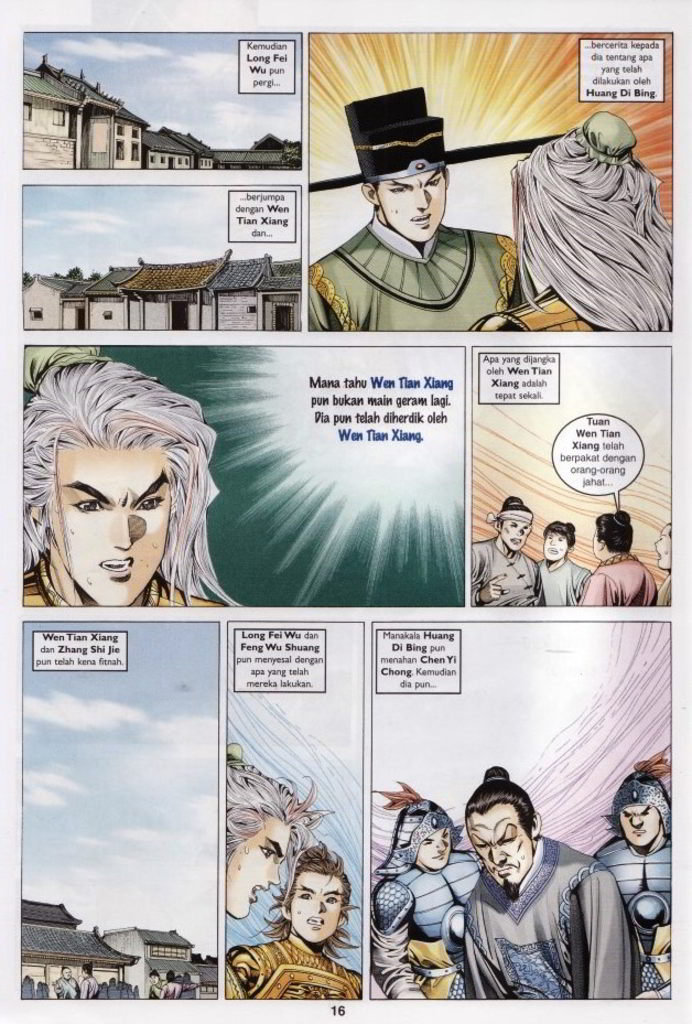 Kemudian
Long Fei
Wu pun
pergi...
...berjumpa
dengan Wen
Tian Xiang
dan...
...bercerita kepada
dia tentang apa
yang telah
dilakukan oleh
Huang Di Bing.
Mana tahu Wen Tian Xiang
pun bukan main geram lagi.
Dia pun telah diherdik oleh
Wen Tian Xiang.
Apa yang dijangka
oleh Wen Tian
Xiang adalah
tepat sekali.
Tuan
Wen Tian
Xiang telah
berpakat dengan
orang-orang
jahat...
Wen Tian Xiang
dan Zhang Shi Jie
pun telah kena fitnah.
Long Fei Wu dan
Feng Wu Shuang
pun menyesal dengan
apa yang telah
mereka lakukan.
Manakala Huang
Di Bing pun
menahan Chen Yi
Chong. Kemudian
dia pun...
16